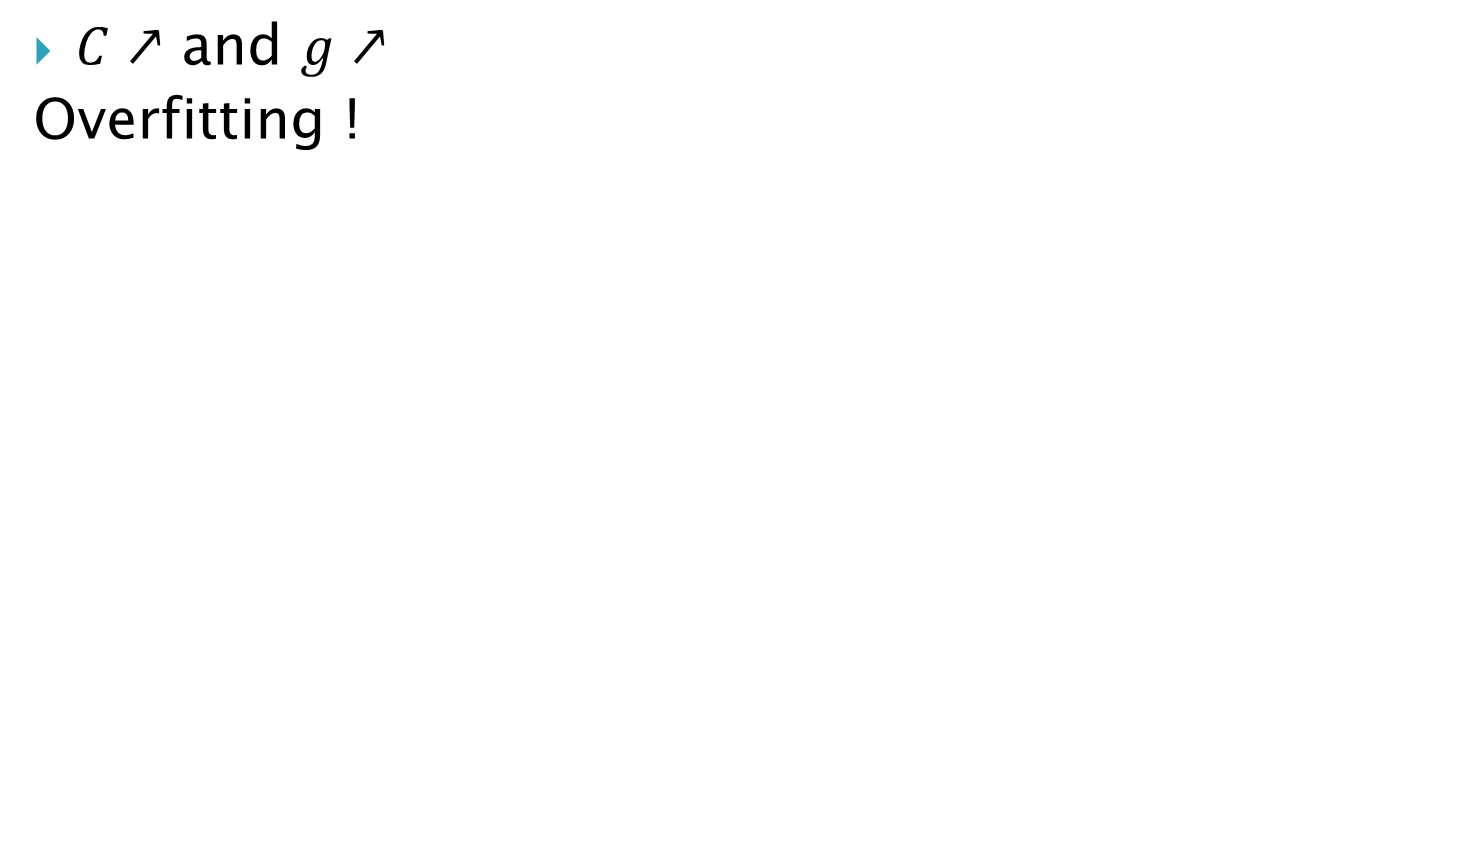 𝐶 ↗ and 𝑔 ↗
Overfitting !